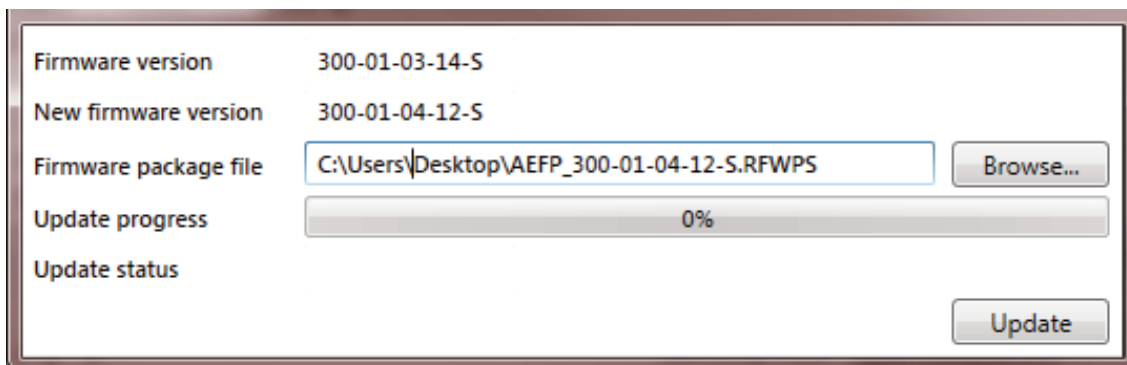 Firmware version 300-01-03-14-S
New firmware version 300-01-04-12-S
Firmware package file C:\Users\Desktop\AEFP_300-01-04-12-S.RFWPS Browse...
Update progress 0%
Update status
Update